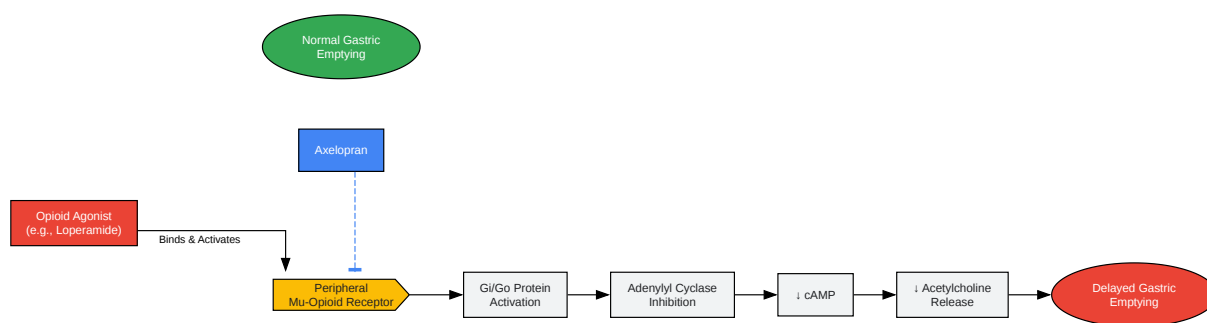 Normal Gastric
Emptying
Axelopran
Opioid Agonist
(e.g., Loperamide)
Binds & Activates
Peripheral
Mu-Opioid Receptor
Gi/Go Protein
Activation
Adenylyl Cyclase
Inhibition
↓ cAMP
↓ Acetylcholine
Release
Delayed Gastric
Emptying